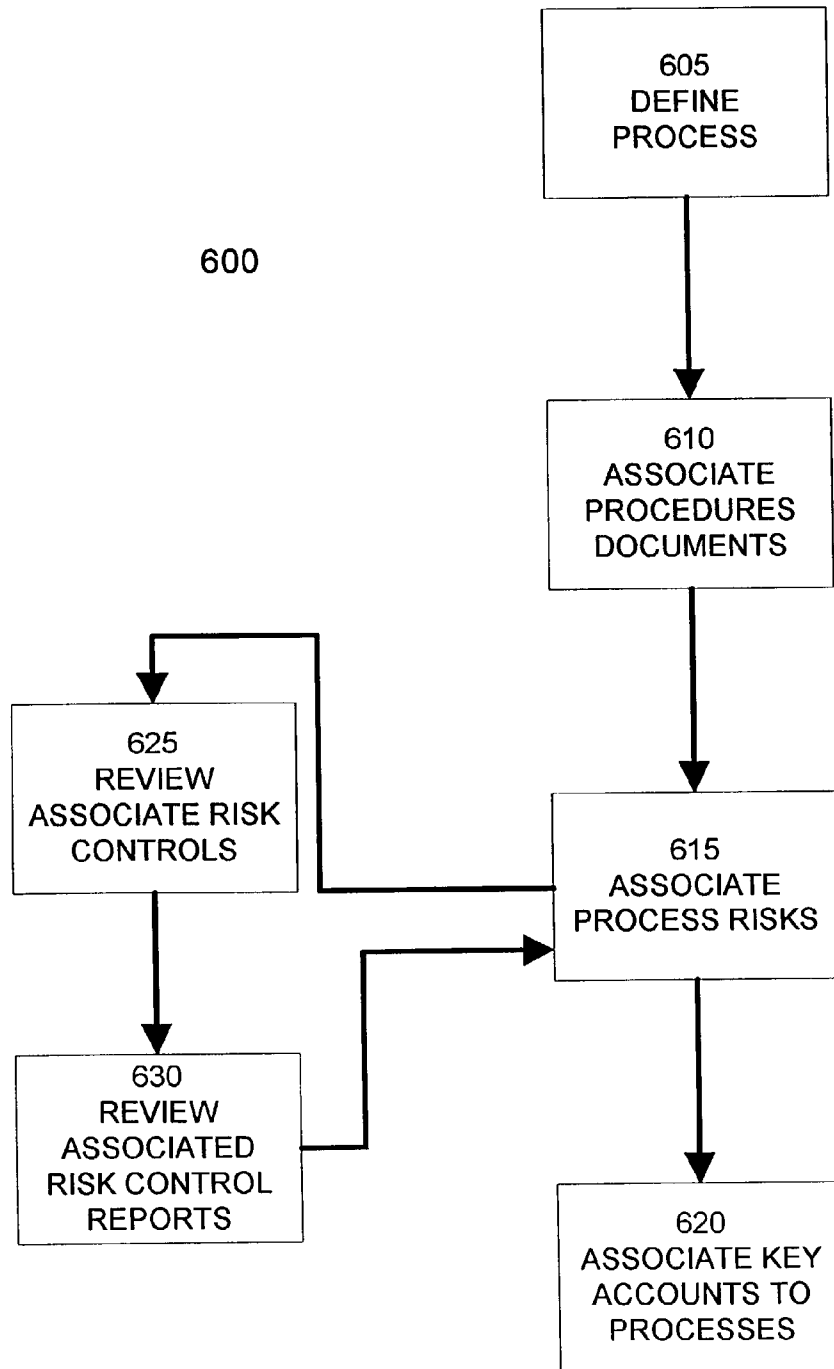 605
DEFINE
PROCESS
600
610
ASSOCIATE
PROCEDURES
DOCUMENTS
625
REVIEW
ASSOCIATE RISK
CONTROLS
615
ASSOCIATE
PROCESS RISKS
630
REVIEW
ASSOCIATED
RISK CONTROL
REPORTS
620
ASSOCIATE KEY
ACCOUNTS TO
PROCESSES